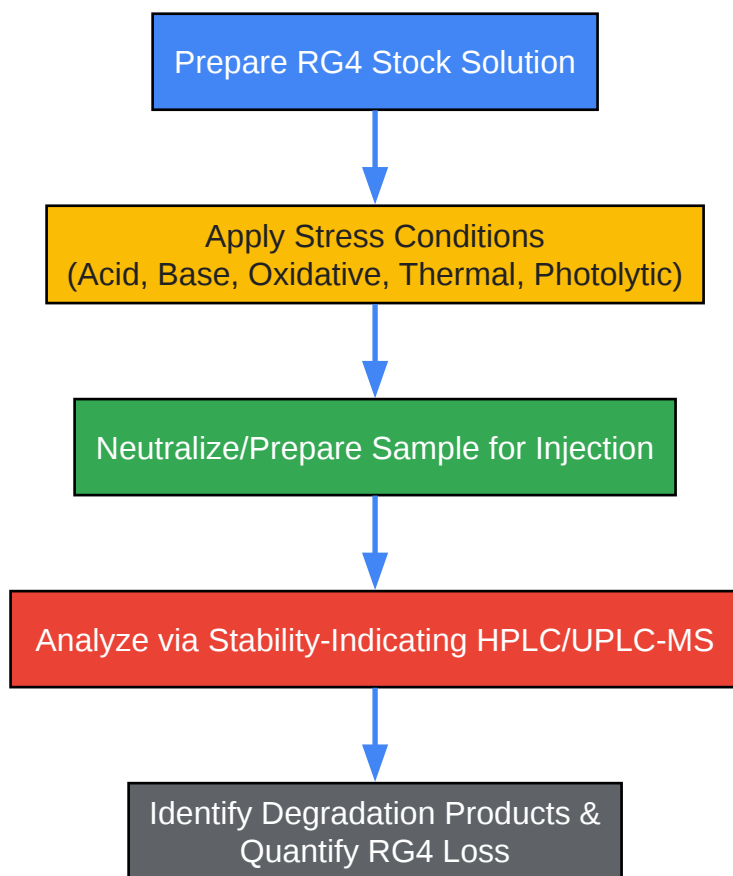 Prepare RG4 Stock Solution
Apply Stress Conditions
(Acid, Base, Oxidative, Thermal, Photolytic)
Neutralize/Prepare Sample for Injection
Analyze via Stability-Indicating HPLC/UPLC-MS
Identify Degradation Products &
Quantify RG4 Loss